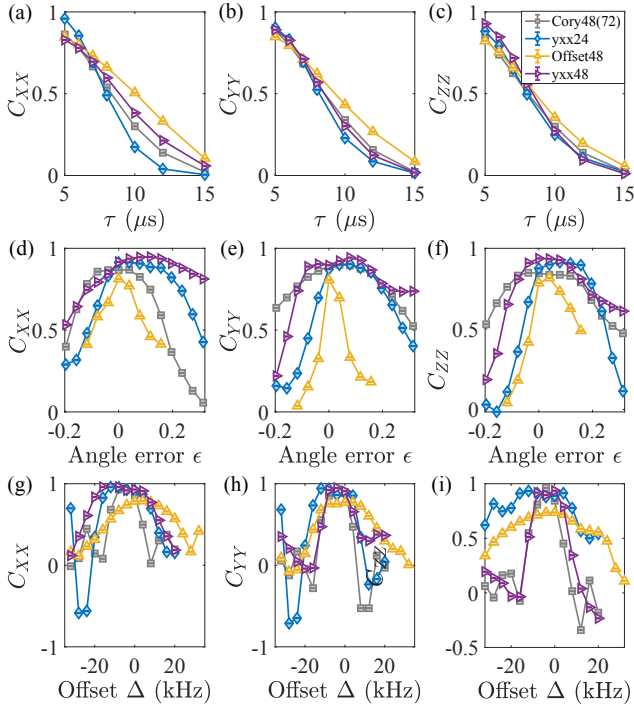 (a)
(b)
(c)
Cory48(72)
yxx24
Offset48
yxx48
1
0.5
0
C_XX
5 10 15
τ (μs)
1
0.5
0
C_YY
5 10 15
τ (μs)
1
0.5
0
C_ZZ
5 10 15
τ (μs)
(d)
(e)
(f)
1
0.5
0
C_XX
-0.2 0 0.2
Angle error ϵ
1
0.5
0
C_YY
-0.2 0 0.2
Angle error ϵ
1
0.5
0
C_ZZ
-0.2 0 0.2
Angle error ϵ
(g)
(h)
(i)
1
0
-1
C_XX
-20 0 20
Offset Δ (kHz)
1
0
-1
C_YY
-20 0 20
Offset Δ (kHz)
1
0.5
0
-0.5
-20 0 20
Offset Δ (kHz)